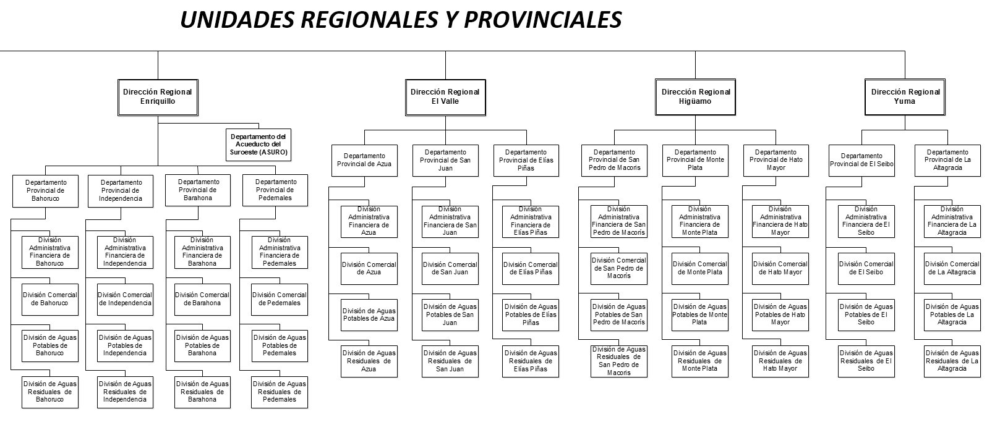 UNIDADES REGIONALES Y PROVINCIALES
Dirección Regional
Enriquillo
Departamento del
Acueducto del
Suroeste (ASURO)
Departamento
Provincial de
Bahoruco
Departamento
Provincial de
Independencia
Departamento
Provincial de
Barahona
Departamento
Provincial de
Pedernales
División
Administrativa
Financiera de
Bahoruco
División
Administrativa
Financiera de
Independencia
División
Administrativa
Financiera de
Barahona
División
Administrativa
Financiera de
Pedernales
División Comercial
de Bahoruco
División Comercial
de Independencia
División Comercial
de Barahona
División Comercial
de Pedernales
División de Aguas
Potables de
Bahoruco
División de Aguas
Potables de
Independencia
División de Aguas
Potables de
Barahona
División de Aguas
Potables de
Pedernales
División de Aguas
Residuales de
Bahoruco
División de Aguas
Residuales de
Independencia
División de Aguas
Residuales de
Barahona
División de Aguas
Residuales de
Pedernales
Dirección Regional
El Valle
Departamento
Provincial de Azua
Departamento
Provincial de San
Juan
Departamento
Provincial de Elías
Piñas
División
Administrativa
Financiera de
Azua
División
Administrativa
Financiera de San
Juan
División
Administrativa
Financiera de
Elías Piñas
División Comercial
de Azua
División Comercial
de San Juan
División Comercial
de Elías Piñas
División de Aguas
Potables de Azua
División de Aguas
Potables de San
Juan
División de Aguas
Potables de Elías
Piñas
División de Aguas
Residuales de
Azua
División de Aguas
Residuales de
San Juan
División de Aguas
Residuales de
Elías Piñas
Dirección Regional
Higüamo
Departamento
Provincial de San
Pedro de Macoris
Departamento
Provincial de Monte
Plata
Departamento
Provincial de Hato
Mayor
División
Administrativa
Financiera de San
Pedro de Macorís
División
Administrativa
Financiera de
Monte Plata
División
Administrativa
Financiera de Hato
Mayor
División Comercial
de San Pedro de
Macorís
División Comercial
de Monte Plata
División Comercial
de Hato Mayor
División de Aguas
Potables de San
Pedro de Macorís
División de Aguas
Potables de Monte
Plata
División de Aguas
Potables de Hato
Mayor
División de Aguas
Residuales de
San Pedro de
Macoris
División de Aguas
Residuales de
Monte Plata
División de Aguas
Residuales de
Hato Mayor
Dirección Regional
Yuma
Departamento
Provincial de El Seibo
Departamento
Provincial de La
Altagracia
División
Administrativa
Financiera de El
Seibo
División
Administrativa
Financiera de La
Altagracia
División Comercial
de El Seibo
División Comercial
de La Altagracia
División de Aguas
Potables de El
Seibo
División de Aguas
Potables de La
Altagracia
División de Aguas
Residuales de El
Seibo
División de Aguas
Residuales de La
Altagracia